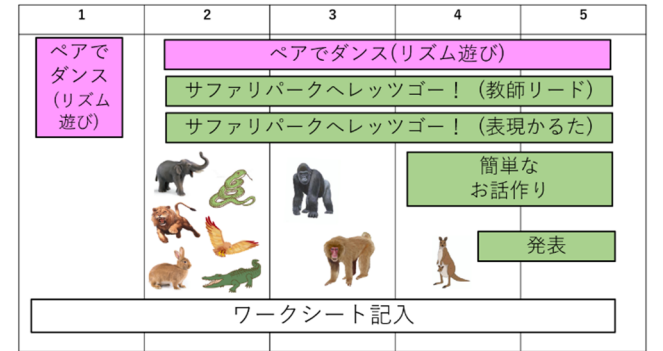 1 2 3 4 5
ペアで
ダンス
(リズム
遊び)
ペアでダンス(リズム遊び)
サファリパークへレッツゴー！（教師リード）
サファリパークへレッツゴー！（表現かるた）
簡単な
お話作り
発表
ワークシート記入